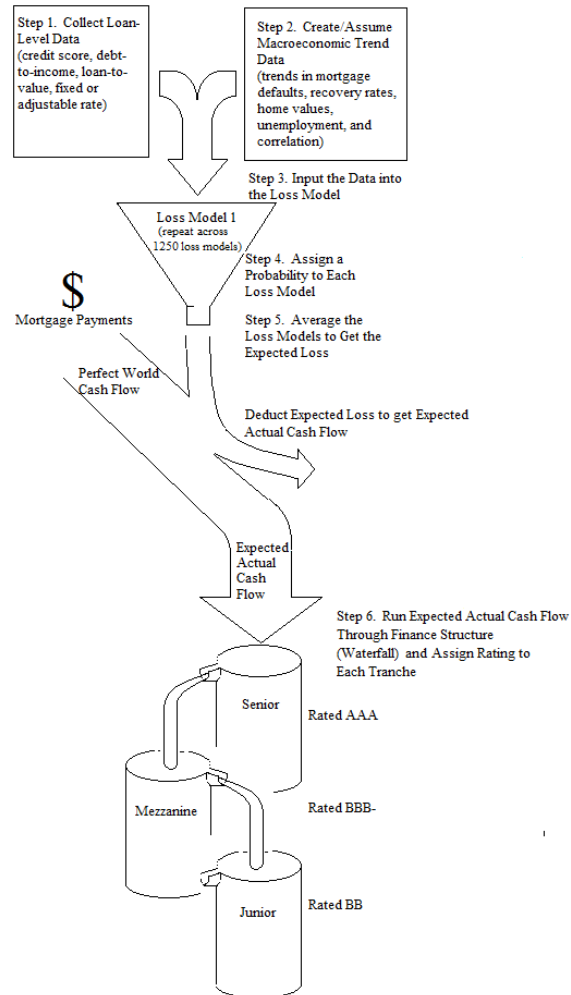 Step 1. Collect Loan-
Level Data
(credit score, debt-
to-income, loan-to-
value, fixed or
adjustable rate)
Step 2. Create/Assume
Macroeconomic Trend
Data
(trends in mortgage
defaults, recovery rates,
home values,
unemployment, and
correlation)
Step 3. Input the Data into
the Loss Model
Loss Model 1
(repeat across
1250 loss models)
Step 4. Assign a
Probability to Each
Loss Model
$
Mortgage Payments
Step 5. Average the
Loss Models to Get the
Expected Loss
Perfect World
Cash Flow
Deduct Expected Loss to get Expected
Actual Cash Flow
Expected
Actual
Cash
Flow
Step 6. Run Expected Actual Cash Flow
Through Finance Structure
(Waterfall) and Assign Rating to
Each Tranche
Senior
Rated AAA
Mezzanine
Rated BBB-
Junior
Rated BB